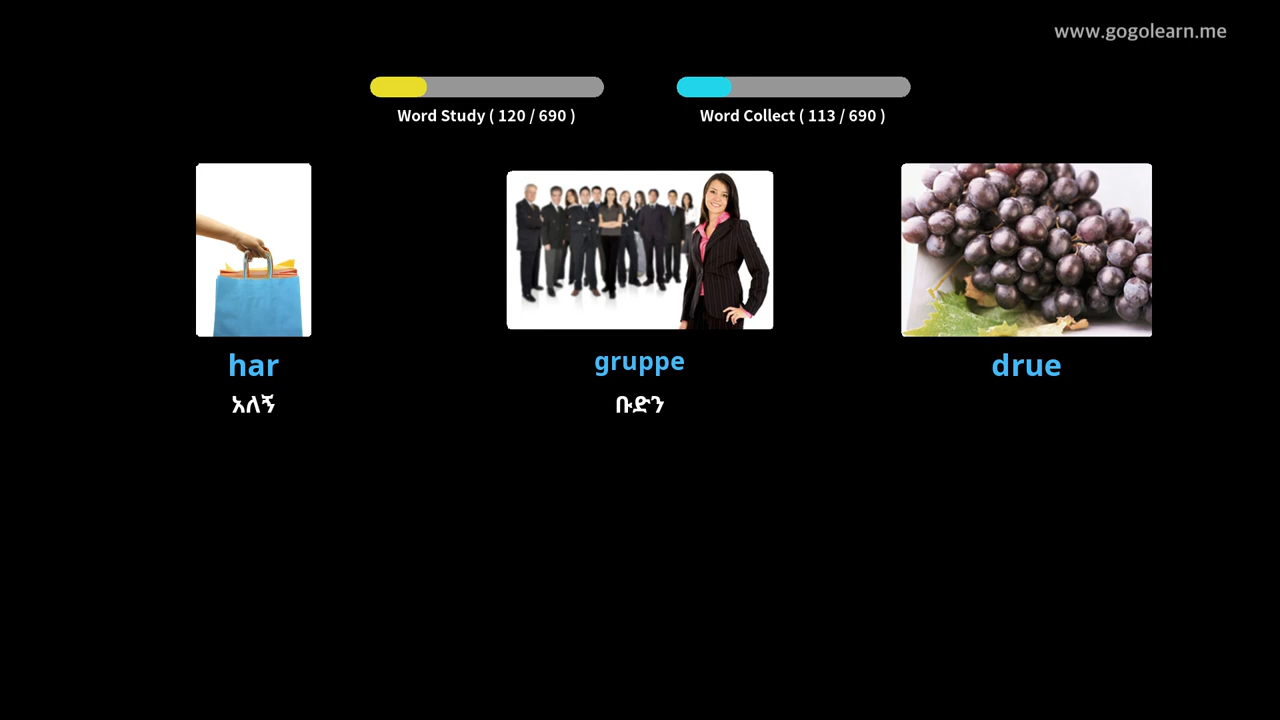 www.gogolearn.me
Word Study ( 120 / 690 )
Word Collect ( 113 / 690 )
har
አለኝ
gruppe
ቡድን
drue